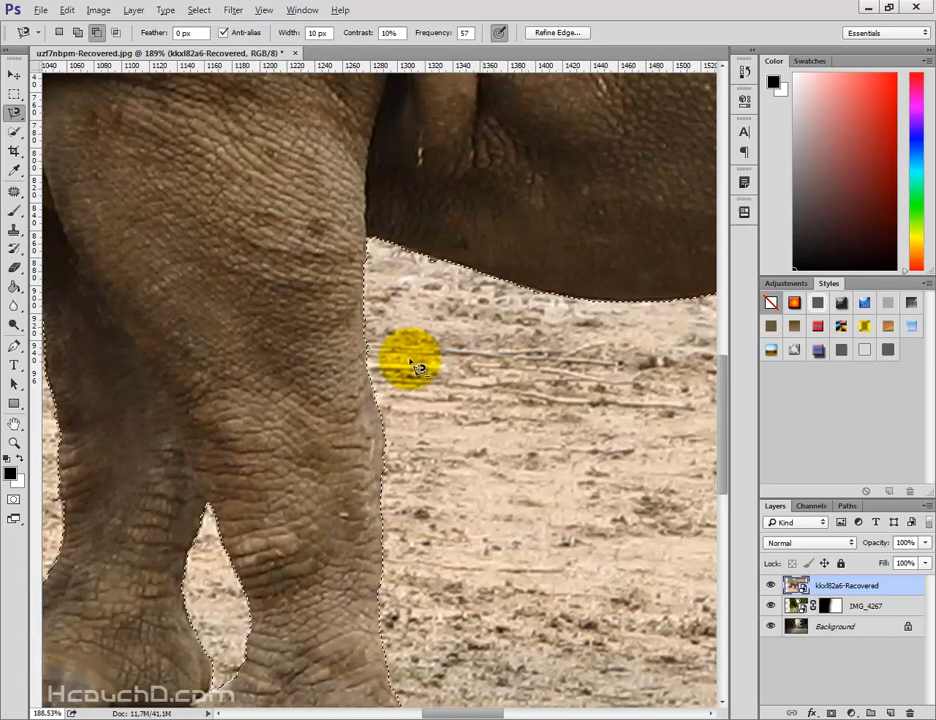 Ps File Edit Image Layer Type Select Filter View Window Help
Feather: 0 px Anti-alias Width: 10 px Contrast: 10% Frequency: 57 Refine Edge... Essentials
uzf7nbpm-Recovered.jpg @ 189% (kkxl82a6-Recovered, RGB/8) * ×
1040 1060 1080 1100 1120 1140 1160 1180 1200 1220 1240 1260 1280 1300 1320 1340 1360 1380 1400 1420 1440 1460 1480 1500 1520
Color Swatches
Adjustments Styles
Layers Channels Paths
Kind
Normal Opacity: 100%
Lock: Fill: 100%
kkxl82a6-Recovered
IMG_4267
Background
HcouchD.com
188.53% Doc: 11.7M/41.1M